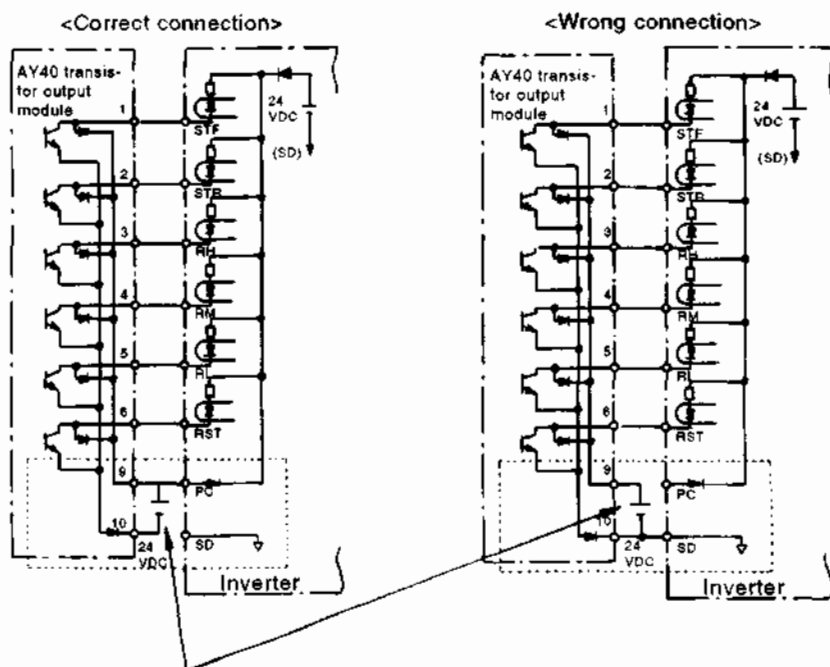 <Correct connection>
AY40 transis-
tor output
module
1
2
3
4
5
6
9
10
24
VDC
STF
STR
RH
RM
RL
RST
PC
SD
24
VDC
(SD)
Inverter
<Wrong connection>
AY40 transis-
tor output
module
1
2
3
4
5
6
9
10
24
VDC
STF
STR
RH
RM
RL
RST
PC
SD
24
VDC
(SD)
Inverter